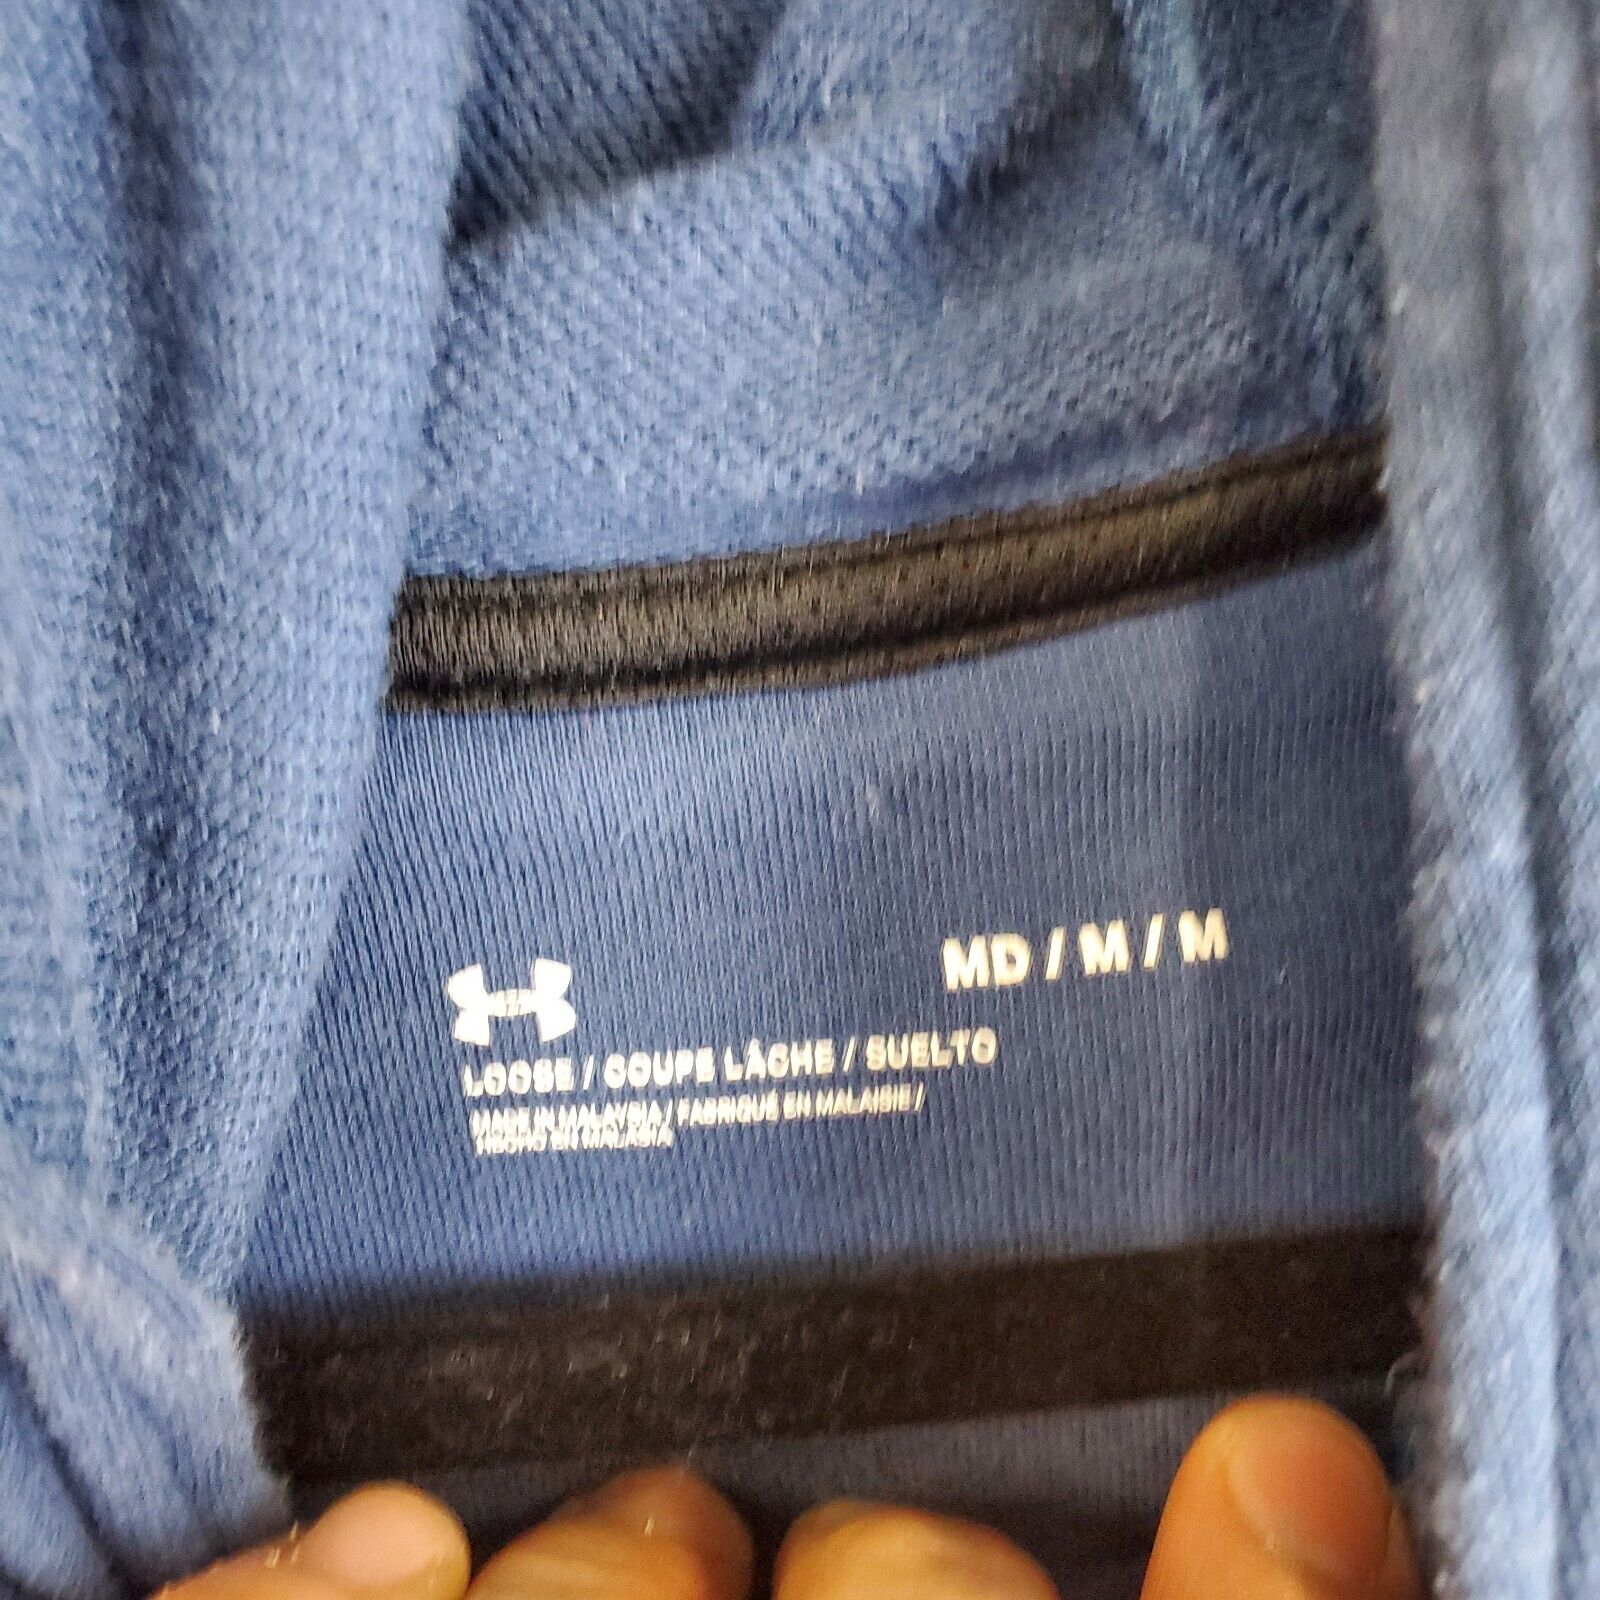 MD / M / M
LOOSE / COUPE LÂCHE / SUELTO
MADE IN MALAYSIA / FABRIQUÉ EN MALAISIE /
HECHO EN MALASIA